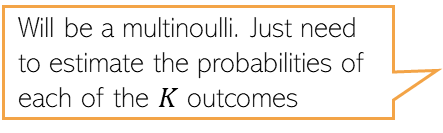 Will be a multinoulli. Just need
to estimate the probabilities of
each of the K outcomes